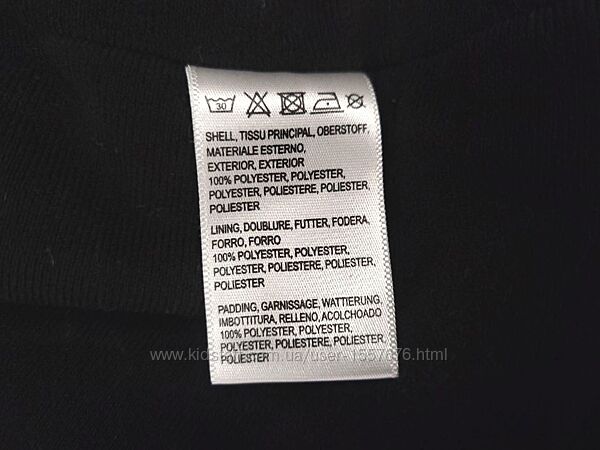 30
SHELL, TISSU PRINCIPAL, OBERSTOFF,
MATERIALE ESTERNO,
EXTERIOR, EXTERIOR
100% POLYESTER, POLYESTER,
POLYESTER, POLIESTERE, POLIESTER,
POLIESTER
LINING, DOUBLURE, FUTTER, FODERA,
FORRO, FORRO
100% POLYESTER, POLYESTER,
POLYESTER, POLIESTERE, POLIESTER,
POLIESTER
PADDING, GARNISSAGE, WATTIERUNG,
IMBOTTITURA, RELLENO, ACOLCHOADO
100% POLYESTER, POLYESTER,
POLYESTER, POLIESTERE, POLIESTER,
POLIESTER